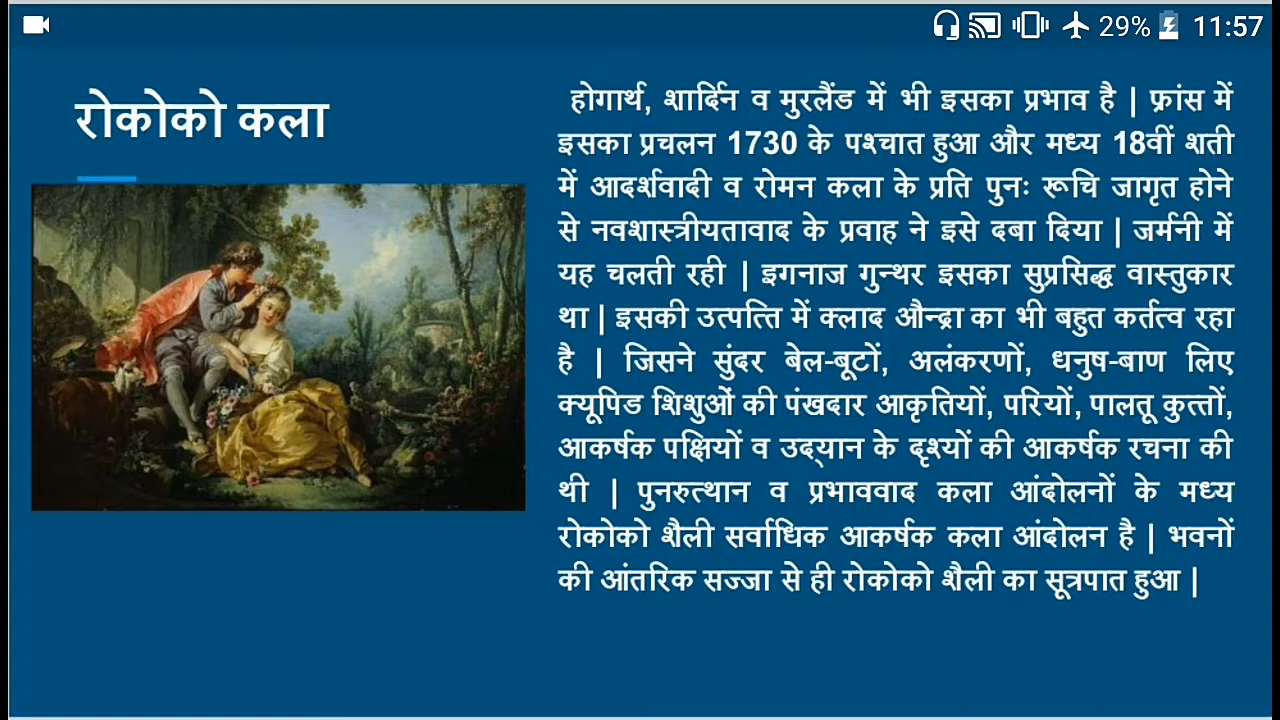 29% 11:57
रोकोको कला
होगार्थ, शार्दिन व मुरलैंड में भी इसका प्रभाव है | फ्रांस में
इसका प्रचलन 1730 के पश्चात हुआ और मध्य 18वीं शती
में आदर्शवादी व रोमन कला के प्रति पुनः रूचि जागृत होने
से नवशास्त्रीयतावाद के प्रवाह ने इसे दबा दिया | जर्मनी में
यह चलती रही | इगनाज गुन्थर इसका सुप्रसिद्ध वास्तुकार
था | इसकी उत्पत्ति में क्लाद औन्द्रा का भी बहुत कर्तत्व रहा
है | जिसने सुंदर बेल-बूटों, अलंकरणों, धनुष-बाण लिए
क्यूपिड शिशुओं की पंखदार आकृतियों, परियों, पालतू कुत्तों,
आकर्षक पक्षियों व उद्यान के दृश्यों की आकर्षक रचना की
थी | पुनरुत्थान व प्रभाववाद कला आंदोलनों के मध्य
रोकोको शैली सर्वाधिक आकर्षक कला आंदोलन है | भवनों
की आंतरिक सज्जा से ही रोकोको शैली का सूत्रपात हुआ |